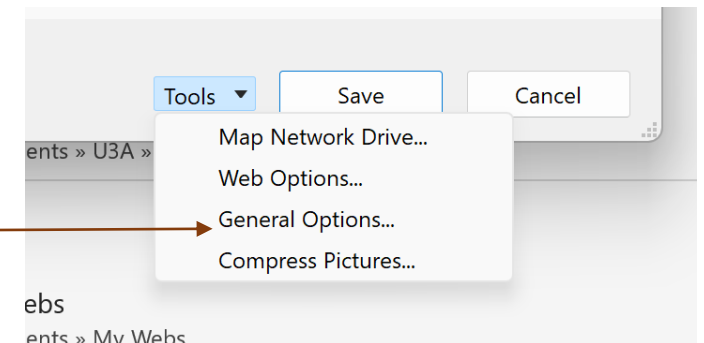 Tools Save Cancel
Map Network Drive...
ents » U3A »
Web Options...
General Options...
Compress Pictures...
ebs
ents » My Webs